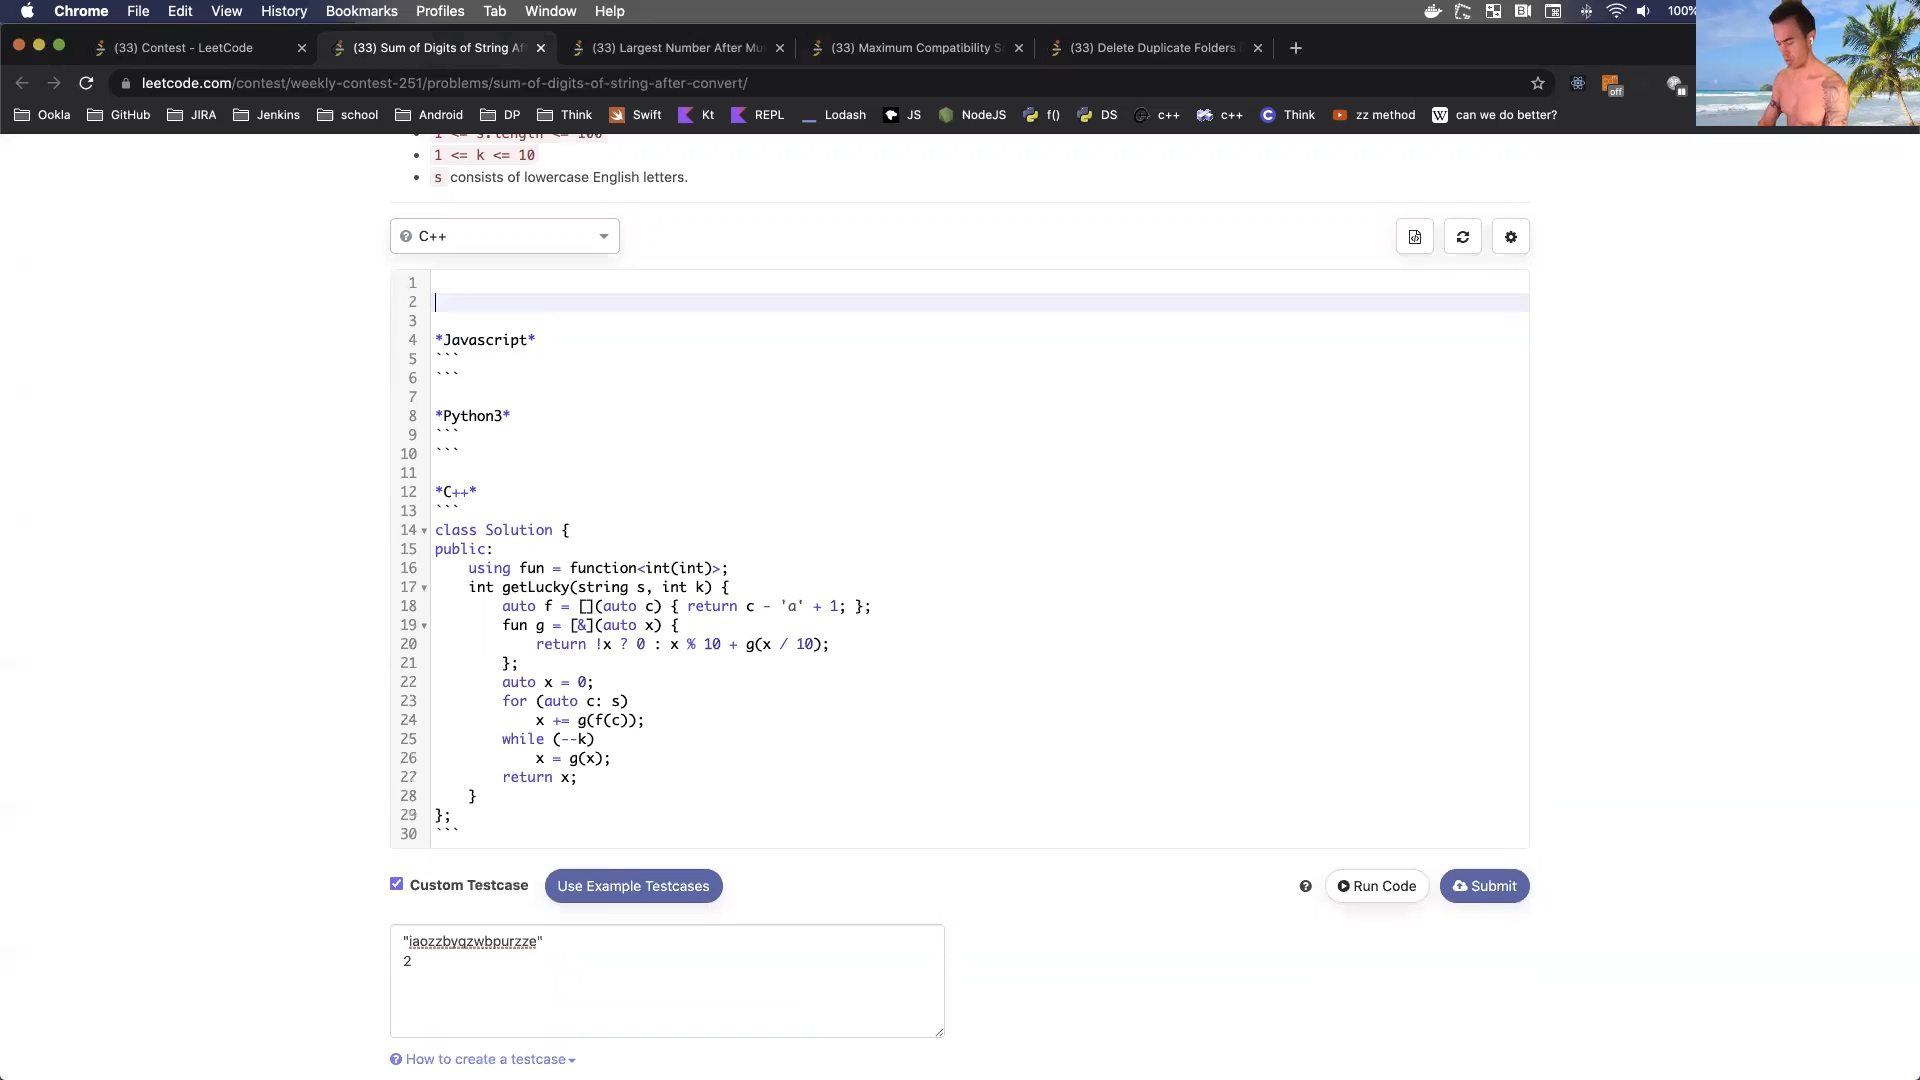 Chrome File Edit View History Bookmarks Profiles Tab Window Help 100%
(33) Contest - LeetCode (33) Sum of Digits of String Af (33) Largest Number After Mu (33) Maximum Compatibility S (33) Delete Duplicate Folders
leetcode.com/contest/weekly-contest-251/problems/sum-of-digits-of-string-after-convert/ off
Ookla GitHub JIRA Jenkins school Android DP Think Swift Kt REPL Lodash JS NodeJS f() DS c++ c++ Think zz method can we do better?
1 <= s.length <= 100
1 <= k <= 10
s consists of lowercase English letters.
C++
1
2
3
4 *Javascript*
5 ```
6 ```
7
8 *Python3*
9 ```
10 ```
11
12 *C++*
13 ```
14 class Solution {
15 public:
16 using fun = function<int(int)>;
17 int getLucky(string s, int k) {
18 auto f = [](auto c) { return c - 'a' + 1; };
19 fun g = [&](auto x) {
20 return !x ? 0 : x % 10 + g(x / 10);
21 };
22 auto x = 0;
23 for (auto c: s)
24 x += g(f(c));
25 while (--k)
26 x = g(x);
27 return x;
28 }
29 };
30 ```
Custom Testcase Use Example Testcases Run Code Submit
2
How to create a testcase